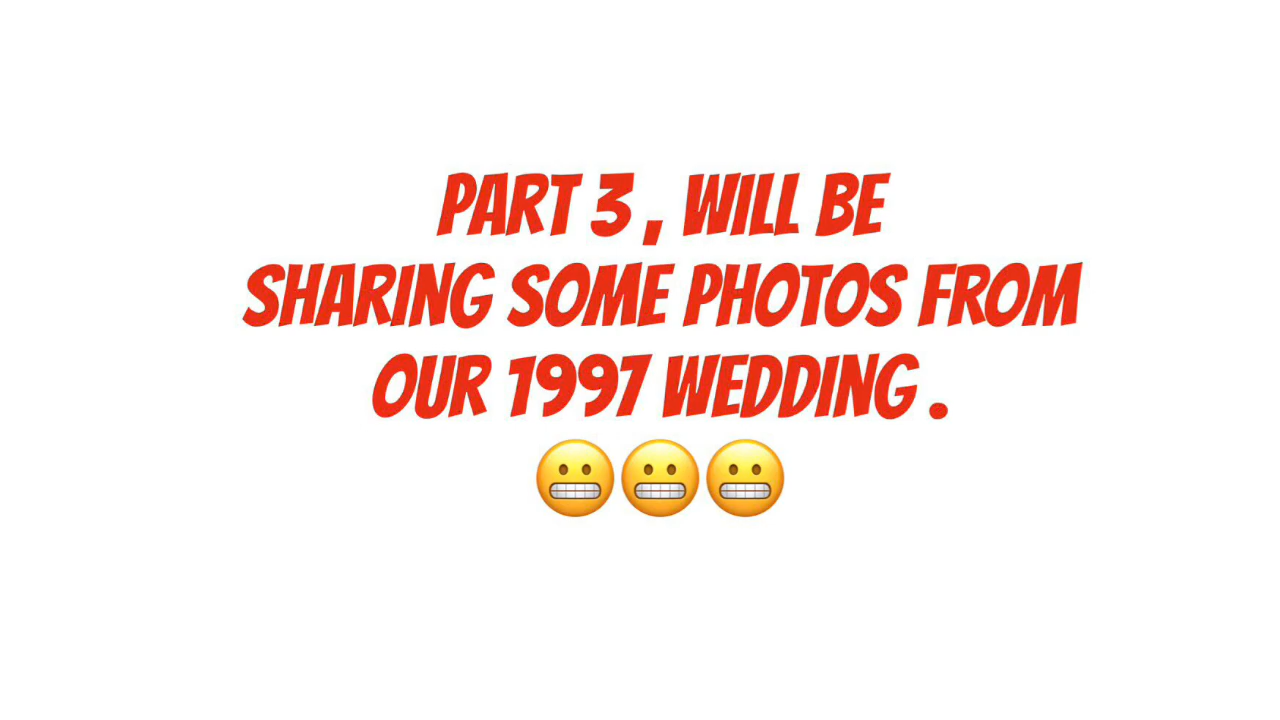 PART 3 , WILL BE
SHARING SOME PHOTOS FROM
OUR 1997 WEDDING .
😬😬😬